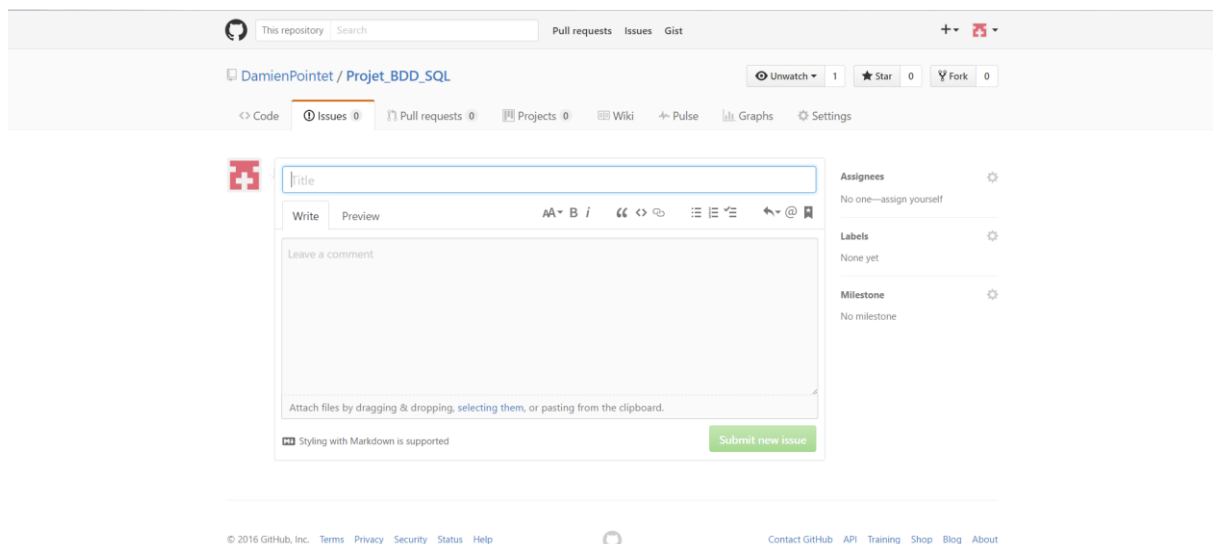 This repository Search Pull requests Issues Gist
DamienPointet / Projet_BDD_SQL Unwatch 1 Star 0 Fork 0
Code Issues 0 Pull requests 0 Projects 0 Wiki Pulse Graphs Settings
Title
Write Preview AA B i
Leave a comment
Attach files by dragging & dropping, selecting them, or pasting from the clipboard.
Styling with Markdown is supported
Submit new issue
Assignees
No one—assign yourself
Labels
None yet
Milestone
No milestone
© 2016 GitHub, Inc. Terms Privacy Security Status Help Contact GitHub API Training Shop Blog About